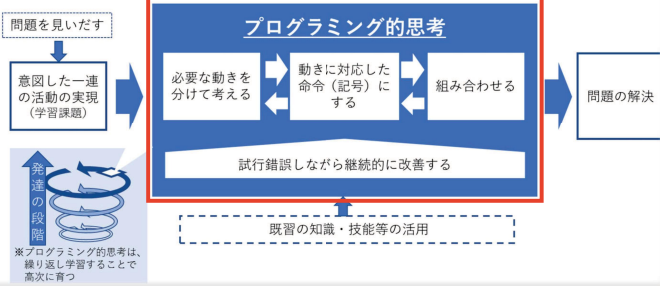 問題を見いだす
意図した一連
の活動の実現
(学習課題)
プログラミング的思考
必要な動きを
分けて考える
動きに対応した
命令(記号)に
する
組み合わせる
試行錯誤しながら継続的に改善する
問題の解決
既習の知識・技能等の活用
発達の段階
※プログラミング的思考は、
繰り返し学習することで
高次に育つ